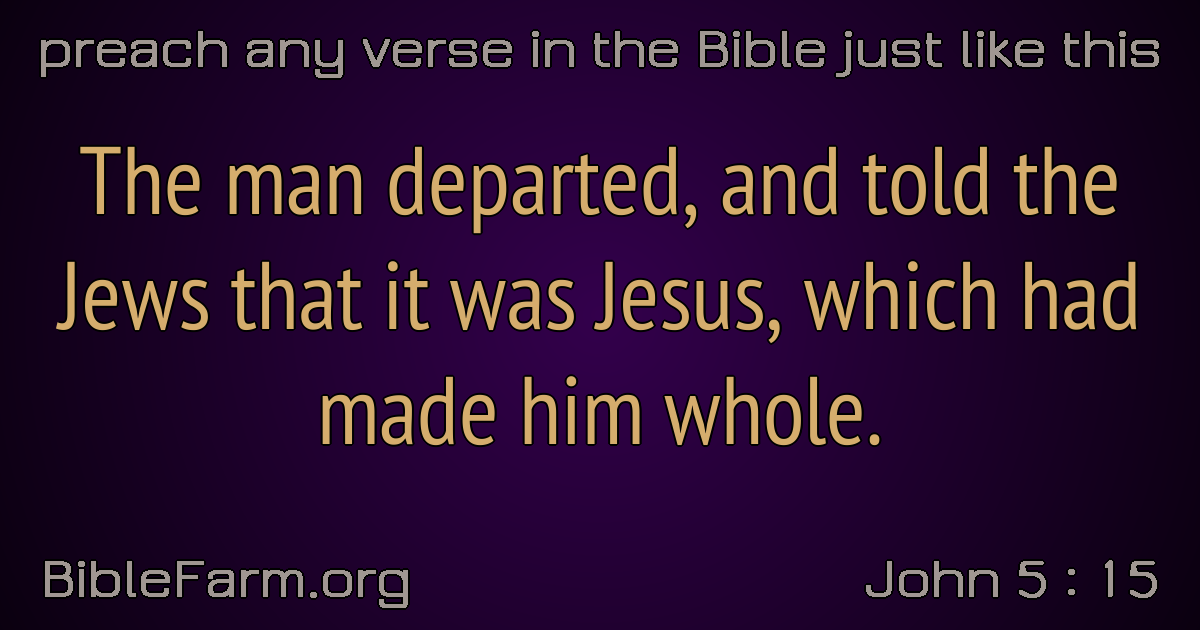 preach any verse in the Bible just like this
The man departed, and told the
Jews that it was Jesus, which had
made him whole.
BibleFarm.org
John 5 : 15